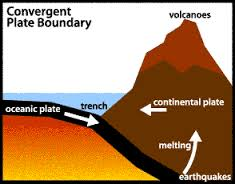 Convergent
Plate Boundary
volcanoes
oceanic plate
trench
continental plate
melting
earthquakes